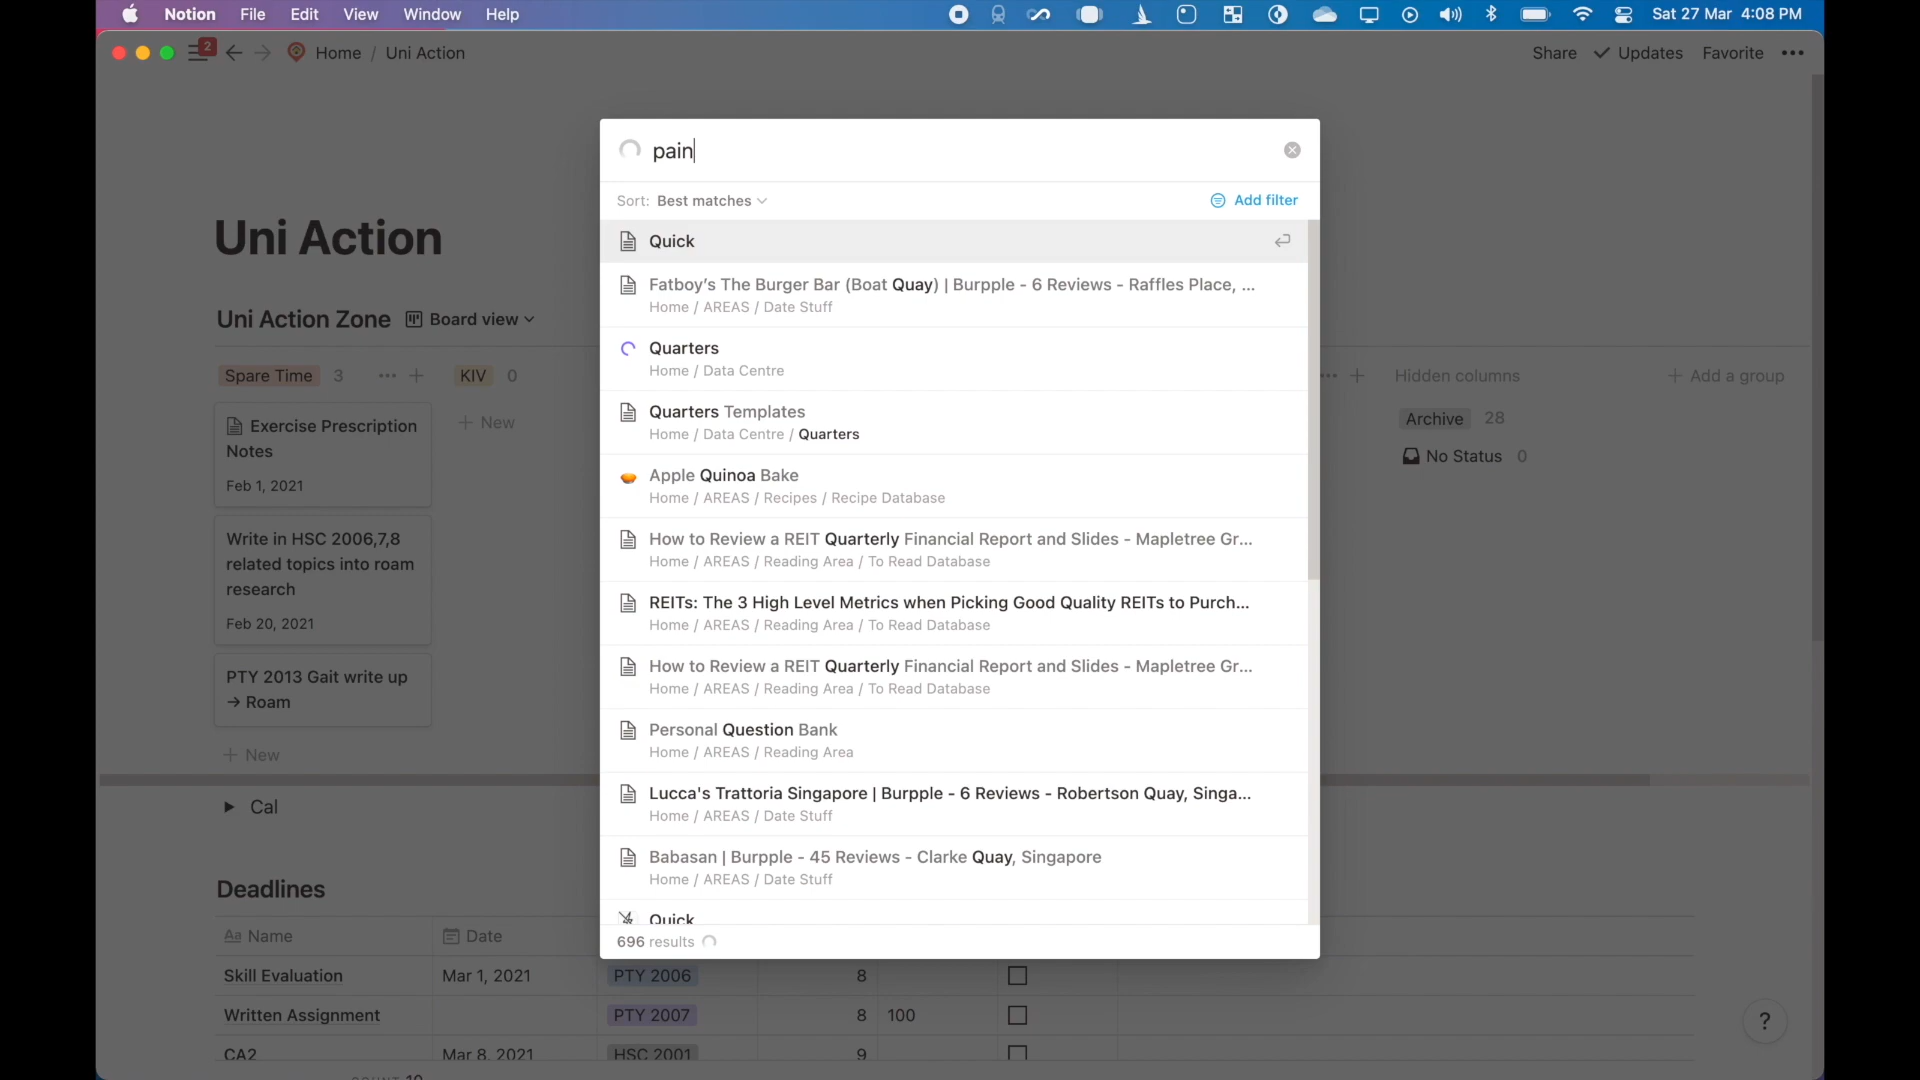 Notion File Edit View Window Help Sat 27 Mar 4:08 PM
2 Home / Uni Action Share Updates Favorite
pain
Sort: Best matches Add filter
Quick
Fatboy's The Burger Bar (Boat Quay) | Burpple - 6 Reviews - Raffles Place, ...
Home / AREAS / Date Stuff
Quarters
Home / Data Centre
Quarters Templates
Home / Data Centre / Quarters
Apple Quinoa Bake
Home / AREAS / Recipes / Recipe Database
How to Review a REIT Quarterly Financial Report and Slides - Mapletree Gr...
Home / AREAS / Reading Area / To Read Database
REITs: The 3 High Level Metrics when Picking Good Quality REITs to Purch...
Home / AREAS / Reading Area / To Read Database
How to Review a REIT Quarterly Financial Report and Slides - Mapletree Gr...
Home / AREAS / Reading Area / To Read Database
Personal Question Bank
Home / AREAS / Reading Area
Lucca's Trattoria Singapore | Burpple - 6 Reviews - Robertson Quay, Singa...
Home / AREAS / Date Stuff
Babasan | Burpple - 45 Reviews - Clarke Quay, Singapore
Home / AREAS / Date Stuff
Quick
696 results
Uni Action
Uni Action Zone Board view
Spare Time 3 KIV 0 Hidden columns Add a group
Exercise Prescription
Notes
Feb 1, 2021
New
Archive 28
No Status 0
Write in HSC 2006,7,8
related topics into roam
research
Feb 20, 2021
PTY 2013 Gait write up
→ Roam
New
Cal
Deadlines
Aa Name Date
Skill Evaluation Mar 1, 2021 PTY 2006 8
Written Assignment PTY 2007 8 100
CA2 Mar 8, 2021 HSC 2001 9
?